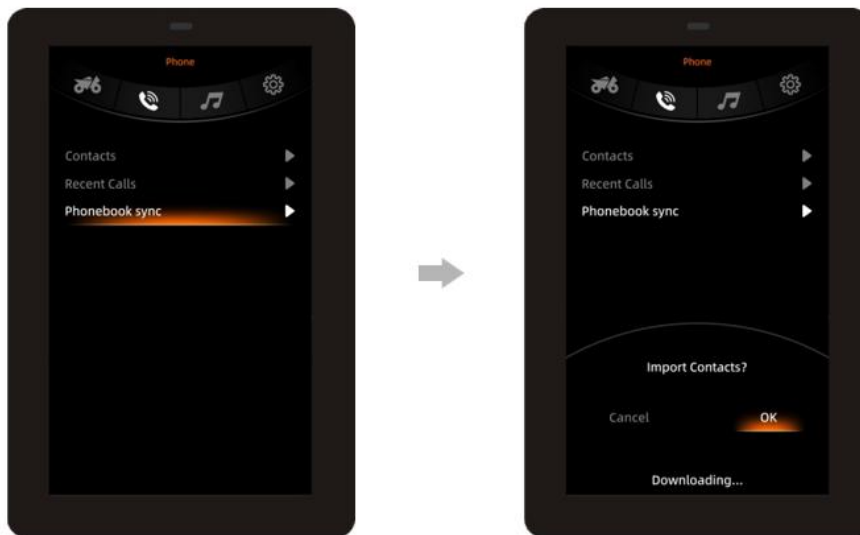 Phone
Contacts
Recent Calls
Phonebook sync
Phone
Contacts
Recent Calls
Phonebook sync
Import Contacts?
Cancel OK
Downloading...